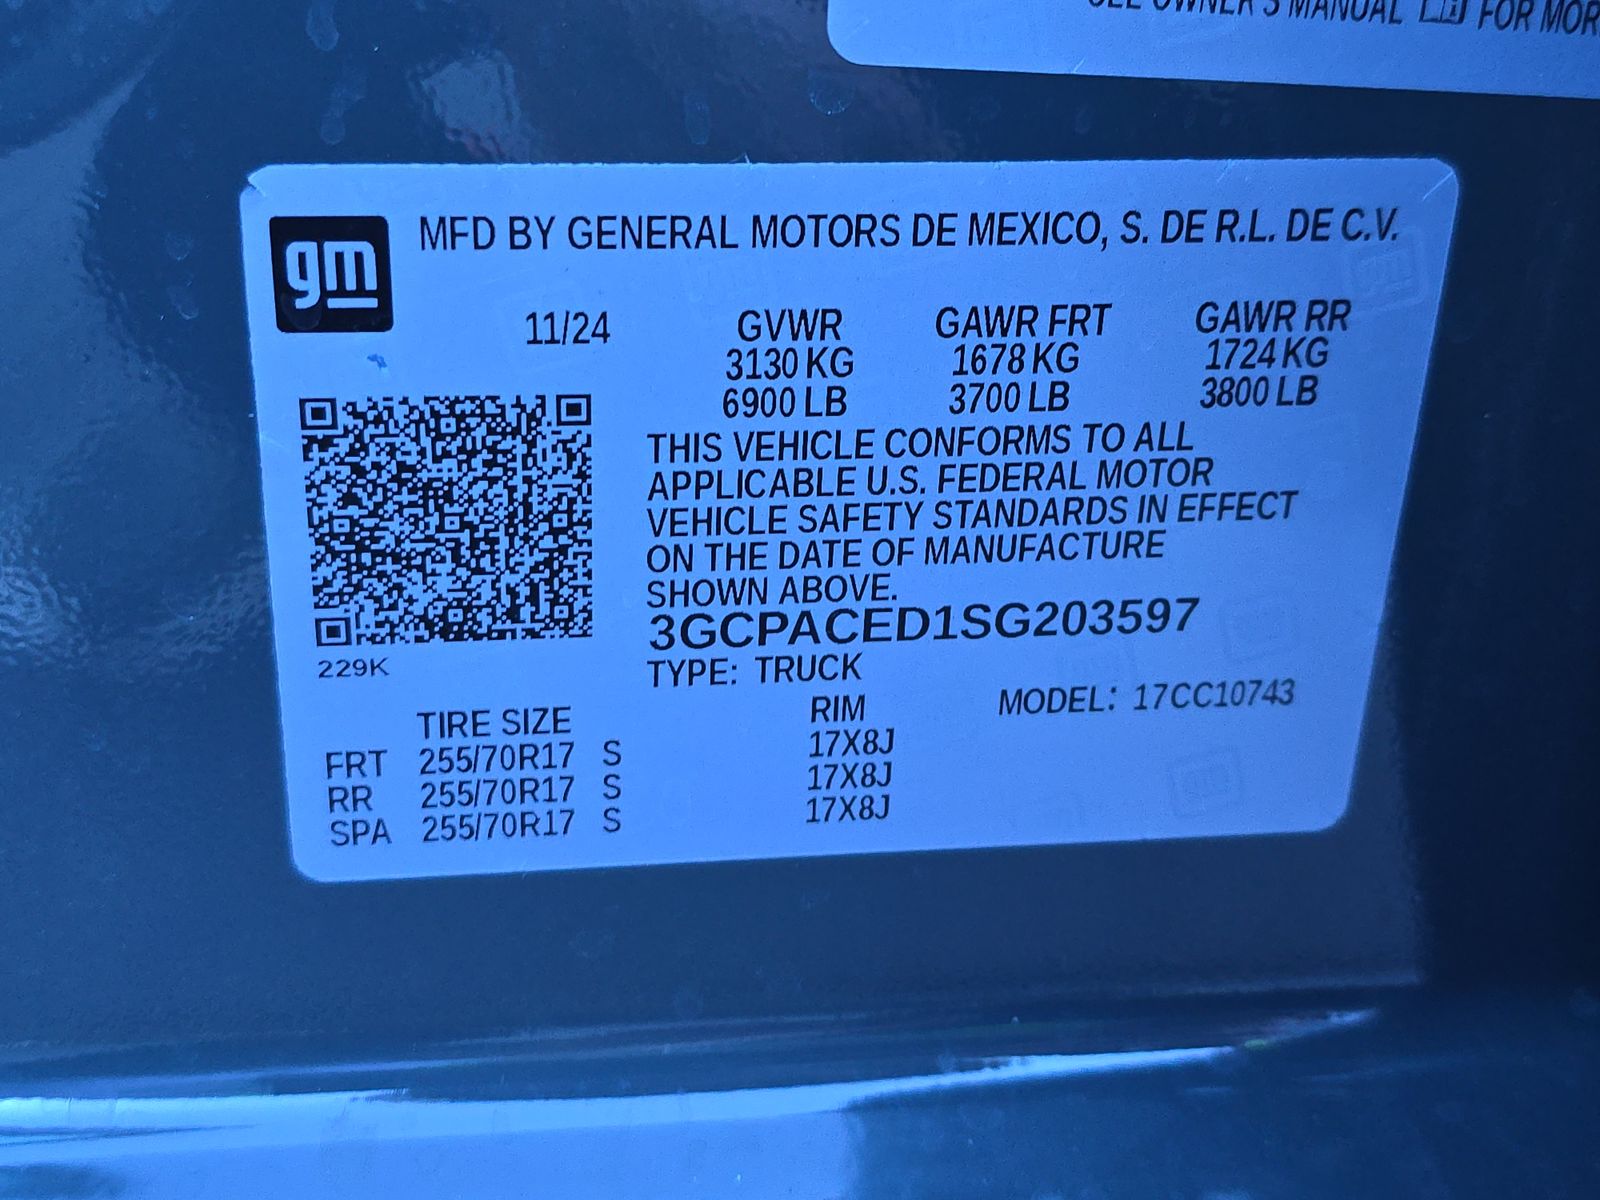 OWNER'S MANUAL FOR
gm
MFD BY GENERAL MOTORS DE MEXICO, S. DE R.L. DE C.V.
11/24 GVWR GAWR FRT GAWR RR
3130 KG 1678 KG 1724 KG
6900 LB 3700 LB 3800 LB
THIS VEHICLE CONFORMS TO ALL
APPLICABLE U.S. FEDERAL MOTOR
VEHICLE SAFETY STANDARDS IN EFFECT
ON THE DATE OF MANUFACTURE
SHOWN ABOVE.
3GCPACED1SG203597
229K
TYPE: TRUCK
MODEL: 17CC10743
TIRE SIZE RIM
FRT 255/70R17 S 17X8J
RR 255/70R17 S 17X8J
SPA 255/70R17 S 17X8J